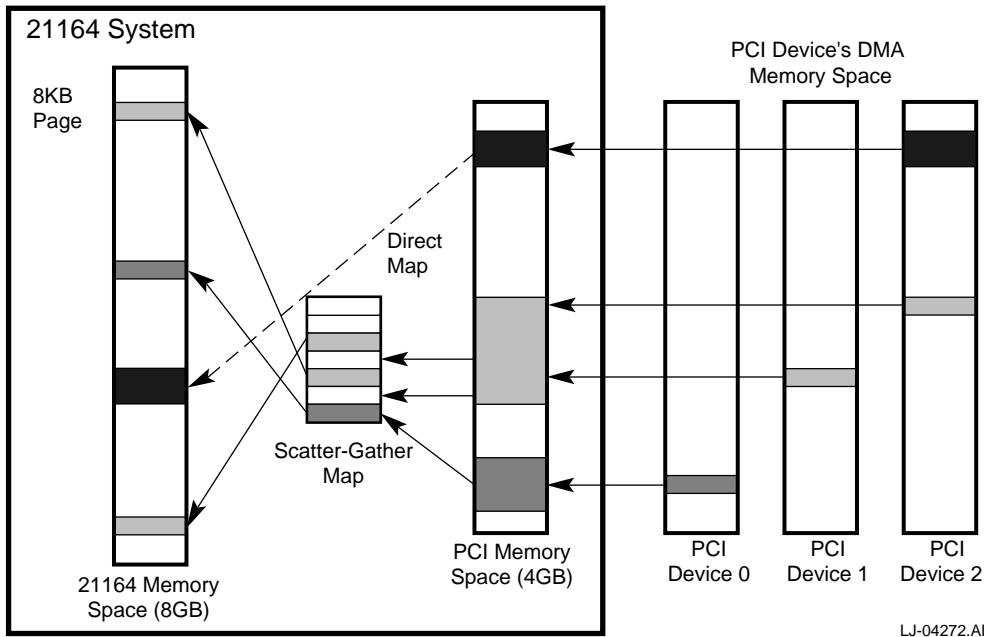 21164 System
PCI Device's DMA
Memory Space
8KB
Page
Direct
Map
Scatter-Gather
Map
21164 Memory
Space (8GB)
PCI Memory
Space (4GB)
PCI
Device 0
PCI
Device 1
PCI
Device 2
LJ-04272.AI